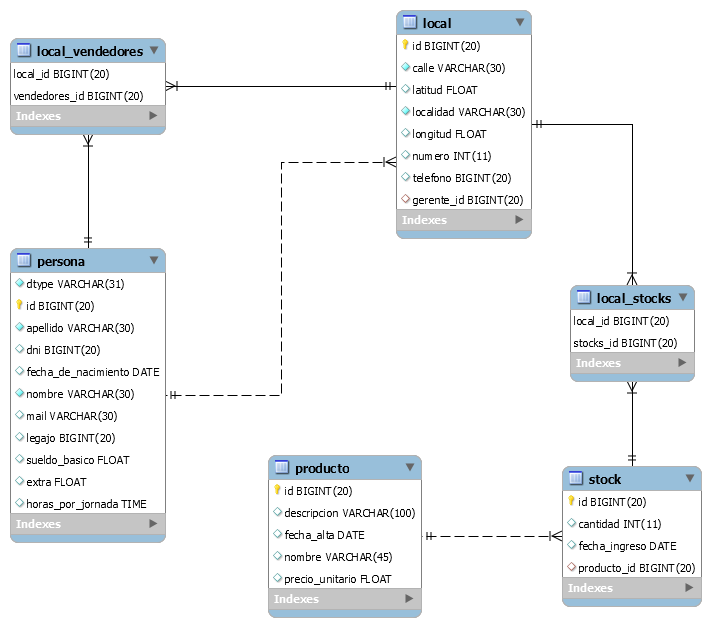 local_vendedores
local_id BIGINT(20)
vendedores_id BIGINT(20)
Indexes
local
id BIGINT(20)
calle VARCHAR(30)
latitud FLOAT
localidad VARCHAR(30)
longitud FLOAT
numero INT(11)
telefono BIGINT(20)
gerente_id BIGINT(20)
Indexes
persona
dtype VARCHAR(31)
id BIGINT(20)
apellido VARCHAR(30)
dni BIGINT(20)
fecha_de_nacimiento DATE
nombre VARCHAR(30)
mail VARCHAR(30)
legajo BIGINT(20)
sueldo_basico FLOAT
extra FLOAT
horas_por_jornada TIME
Indexes
local_stocks
local_id BIGINT(20)
stocks_id BIGINT(20)
Indexes
producto
id BIGINT(20)
descripcion VARCHAR(100)
fecha_alta DATE
nombre VARCHAR(45)
precio_unitario FLOAT
Indexes
stock
id BIGINT(20)
cantidad INT(11)
fecha_ingreso DATE
producto_id BIGINT(20)
Indexes